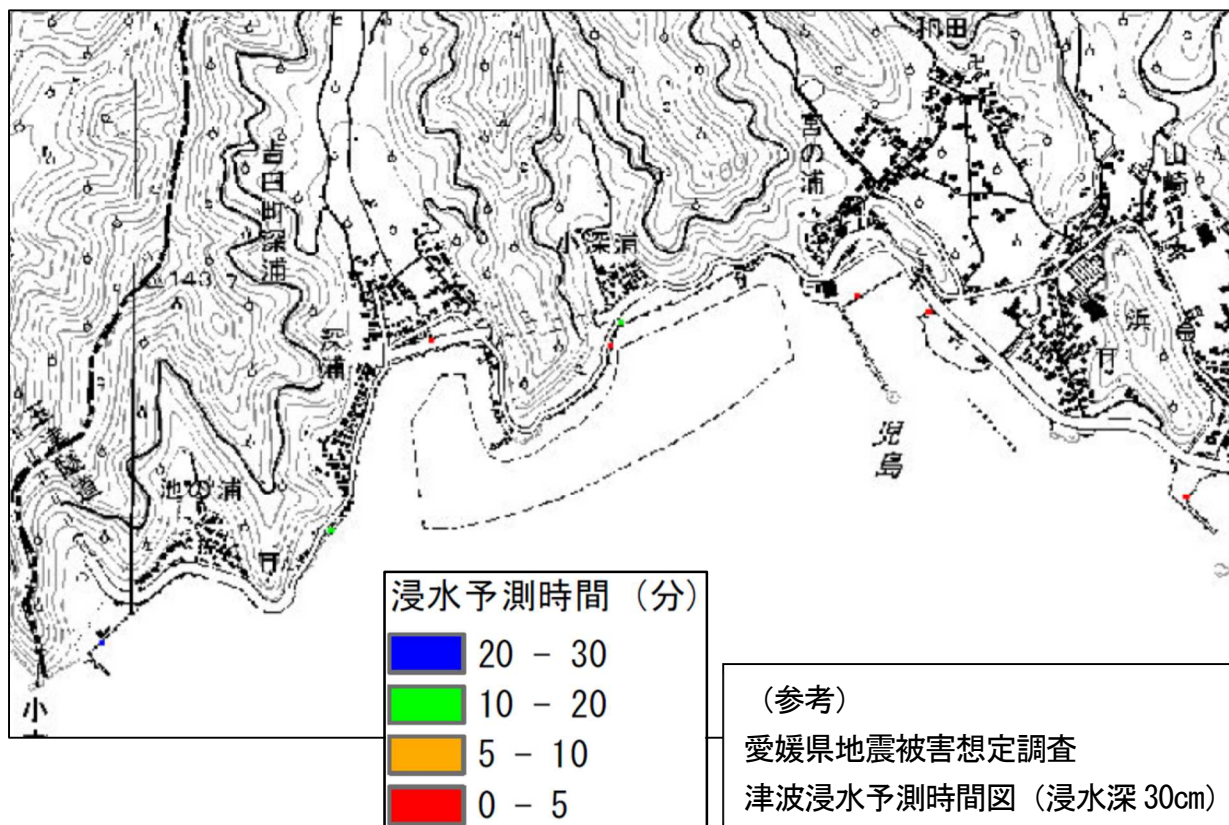 和田
宮の浦
山崎
吉田町深浦
小深浦
143.7
浜
深浦
児島
池の浦
小
浸水予測時間(分)
20 - 30
10 - 20
5 - 10
0 - 5
(参考)
愛媛県地震被害想定調査
津波浸水予測時間図(浸水深30cm)